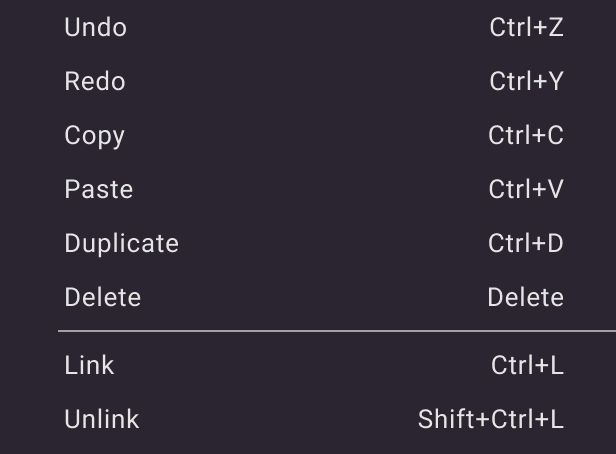 Undo Ctrl+Z
Redo Ctrl+Y
Copy Ctrl+C
Paste Ctrl+V
Duplicate Ctrl+D
Delete Delete
Link Ctrl+L
Unlink Shift+Ctrl+L